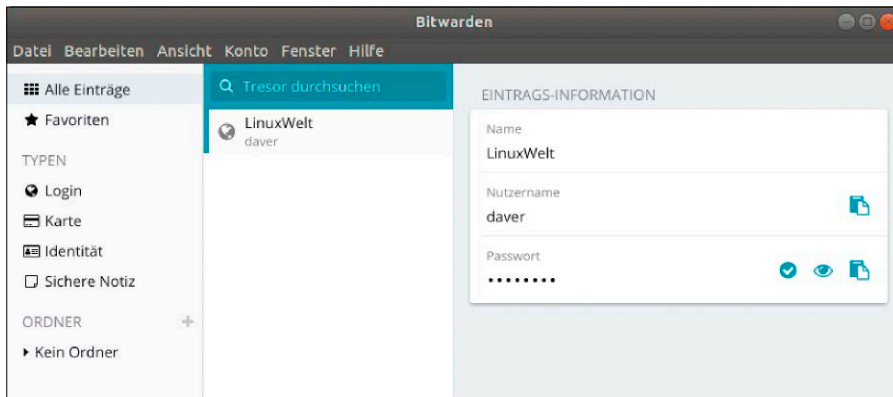 Bitwarden
Datei Bearbeiten Ansicht Konto Fenster Hilfe
Alle Einträge
Favoriten
TYPEN
Login
Karte
Identität
Sichere Notiz
ORDNER
Kein Ordner
Tresor durchsuchen
LinuxWelt
daver
EINTRAGS-INFORMATION
Name
LinuxWelt
Nutzername
daver
Passwort
••••••••